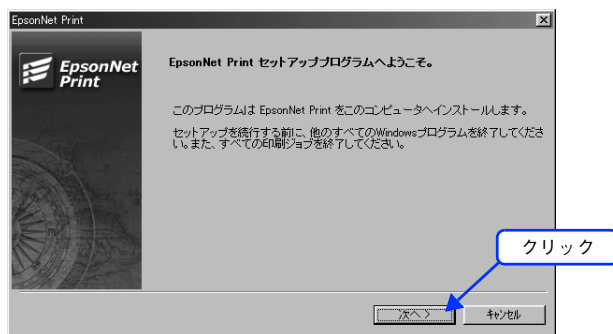 EpsonNet Print
EpsonNet
Print
EpsonNet Print セットアッププログラムへようこそ。
このプログラムは EpsonNet Print をこのコンピュータへインストールします。
セットアップを続行する前に、他のすべてのWindowsプログラムを終了してくださ
い。また、すべての印刷ジョブを終了してください。
クリック
次へ >
キャンセル